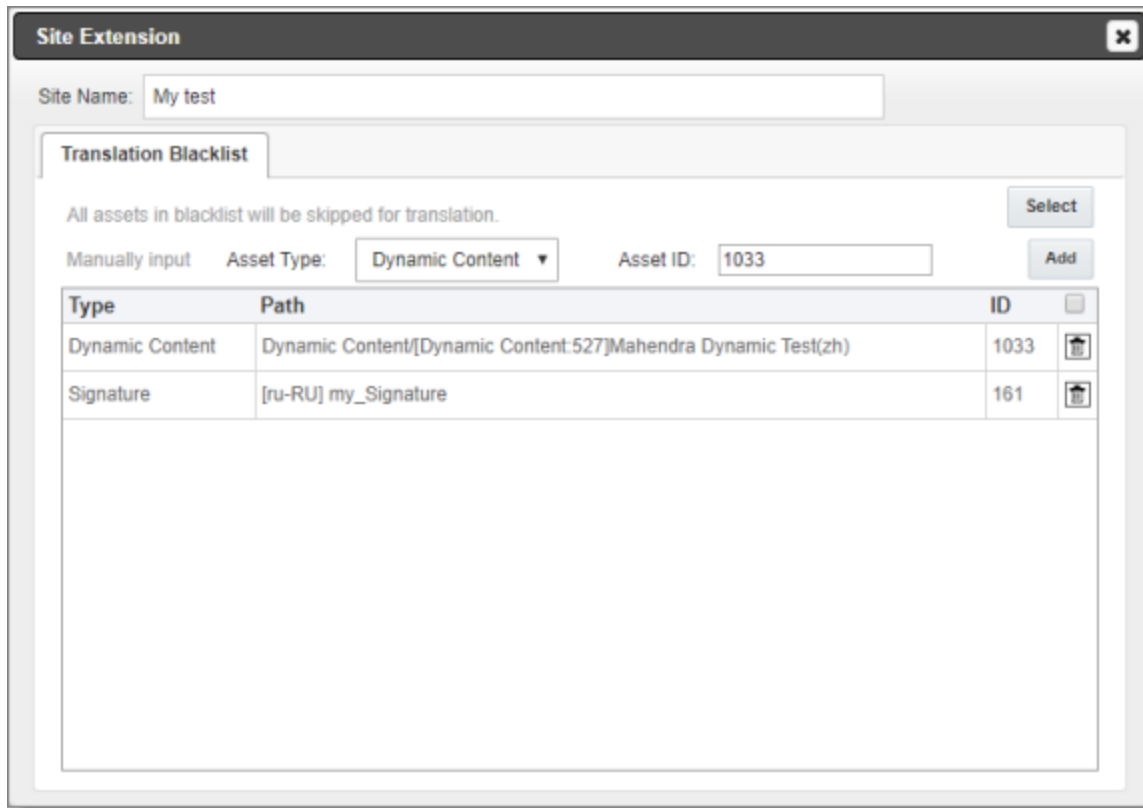 Site Extension
Site Name: My test
Translation Blacklist
All assets in blacklist will be skipped for translation.
Select
Manually input Asset Type: Dynamic Content Asset ID: 1033 Add
Type Path ID
Dynamic Content Dynamic Content/[Dynamic Content:527]Mahendra Dynamic Test(zh) 1033
Signature [ru-RU] my_Signature 161